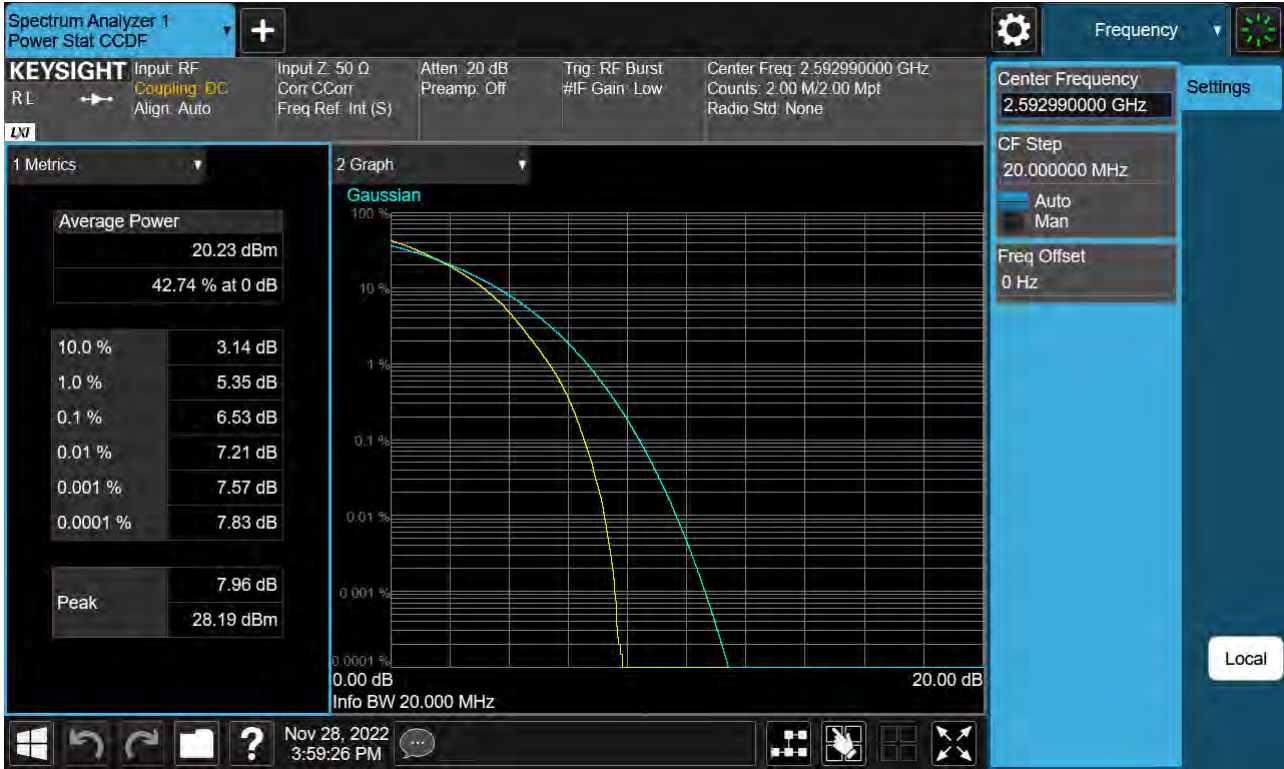 Spectrum Analyzer 1
Power Stat CCDF
Frequency
KEYSIGHT
R L
LXI
Input: RF
Coupling: DC
Align: Auto
Input Z: 50 Ω
Corr CCorr
Freq Ref: Int (S)
Atten: 20 dB
Preamp: Off
Trig: RF Burst
#IF Gain: Low
Center Freq: 2.592990000 GHz
Counts: 2.00 M/2.00 Mpt
Radio Std: None
Center Frequency
2.592990000 GHz
Settings
CF Step
20.000000 MHz
Auto
Man
Freq Offset
0 Hz
1 Metrics
Average Power
20.23 dBm
42.74 % at 0 dB
10.0 % 3.14 dB
1.0 % 5.35 dB
0.1 % 6.53 dB
0.01 % 7.21 dB
0.001 % 7.57 dB
0.0001 % 7.83 dB
Peak 7.96 dB
28.19 dBm
2 Graph
Gaussian
100 %
10 %
1 %
0.1 %
0.01 %
0.001 %
0.0001 %
0.00 dB 20.00 dB
Info BW 20.000 MHz
Local
Nov 28, 2022
3:59:26 PM